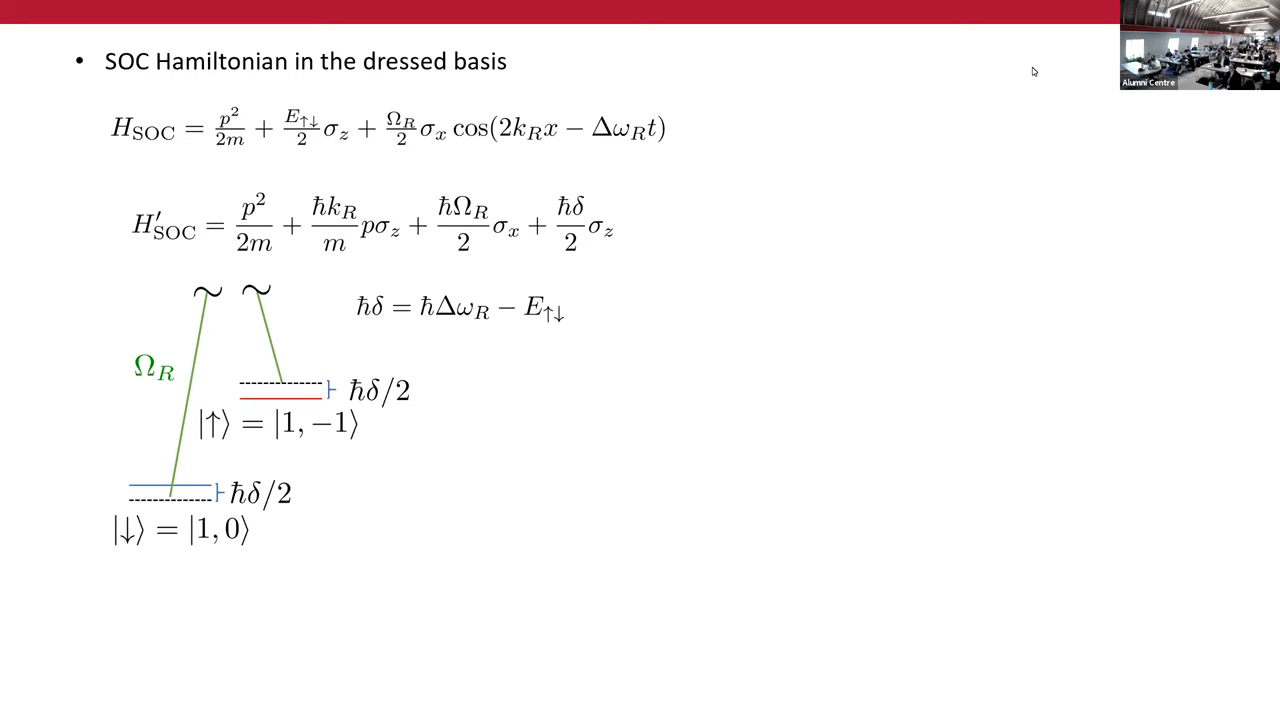 • SOC Hamiltonian in the dressed basis
Alumni Centre
H_SOC = p²/2m + E↑↓/2 σ_z + Ω_R/2 σ_x cos(2k_R x − Δω_R t)
H′_SOC = p²/2m + ħk_R/m pσ_z + ħΩ_R/2 σ_x + ħδ/2 σ_z
ħδ = ħΔω_R − E↑↓
Ω_R
ħδ/2
|↑⟩ = |1, −1⟩
ħδ/2
|↓⟩ = |1, 0⟩